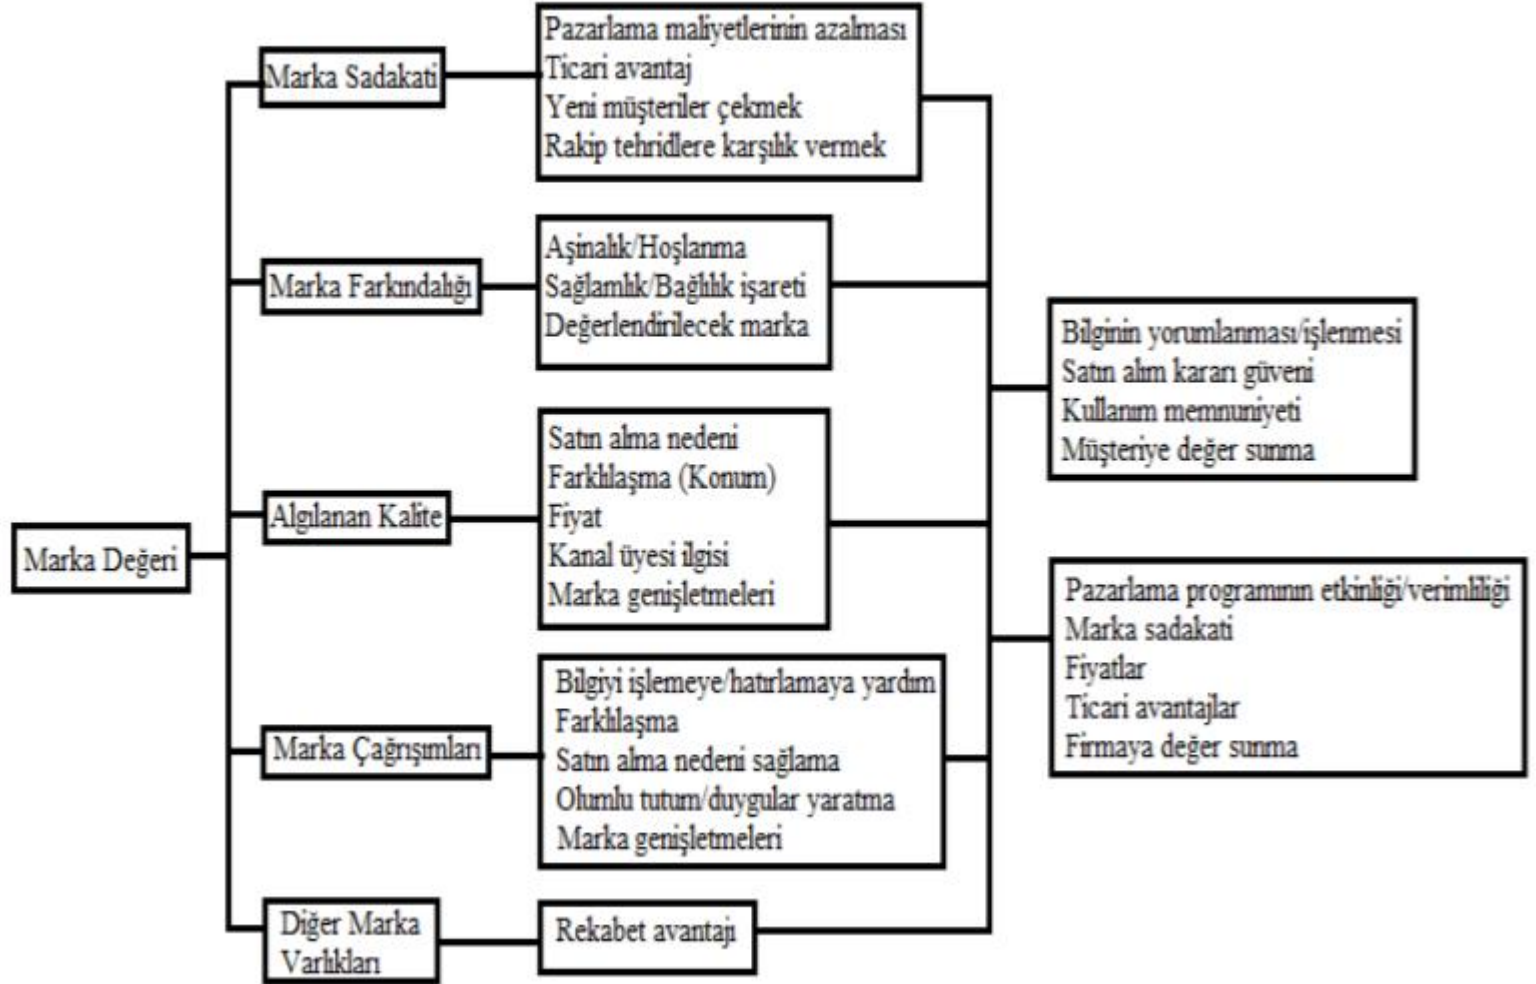 Marka Değeri
Marka Sadakati
Pazarlama maliyetlerinin azalması
Ticari avantaj
Yeni müşteriler çekmek
Rakip tehridlere karşılık vermek
Marka Farkındalığı
Aşinalık/Hoşlanma
Sağlamlık/Bağlılık işareti
Değerlendirilecek marka
Algılanan Kalite
Satın alma nedeni
Farklılaşma (Konum)
Fiyat
Kanal üyesi ilgisi
Marka genişletmeleri
Marka Çağrışımları
Bilgiyi işlemeye/hatırlamaya yardım
Farklılaşma
Satın alma nedeni sağlama
Olumlu tutum/duygular yaratma
Marka genişletmeleri
Diğer Marka
Varlıkları
Rekabet avantajı
Bilginin yorumlanması/işlenmesi
Satın alım kararı güveni
Kullanım memnuniyeti
Müşteriye değer sunma
Pazarlama programının etkinliği/verimliliği
Marka sadakati
Fiyatlar
Ticari avantajlar
Firmaya değer sunma